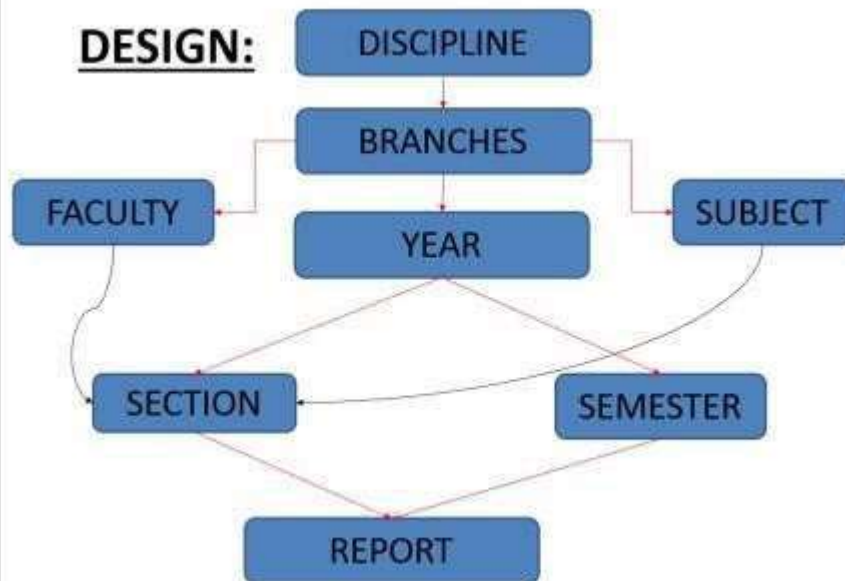 DESIGN:
DISCIPLINE
BRANCHES
FACULTY
YEAR
SUBJECT
SECTION
SEMESTER
REPORT